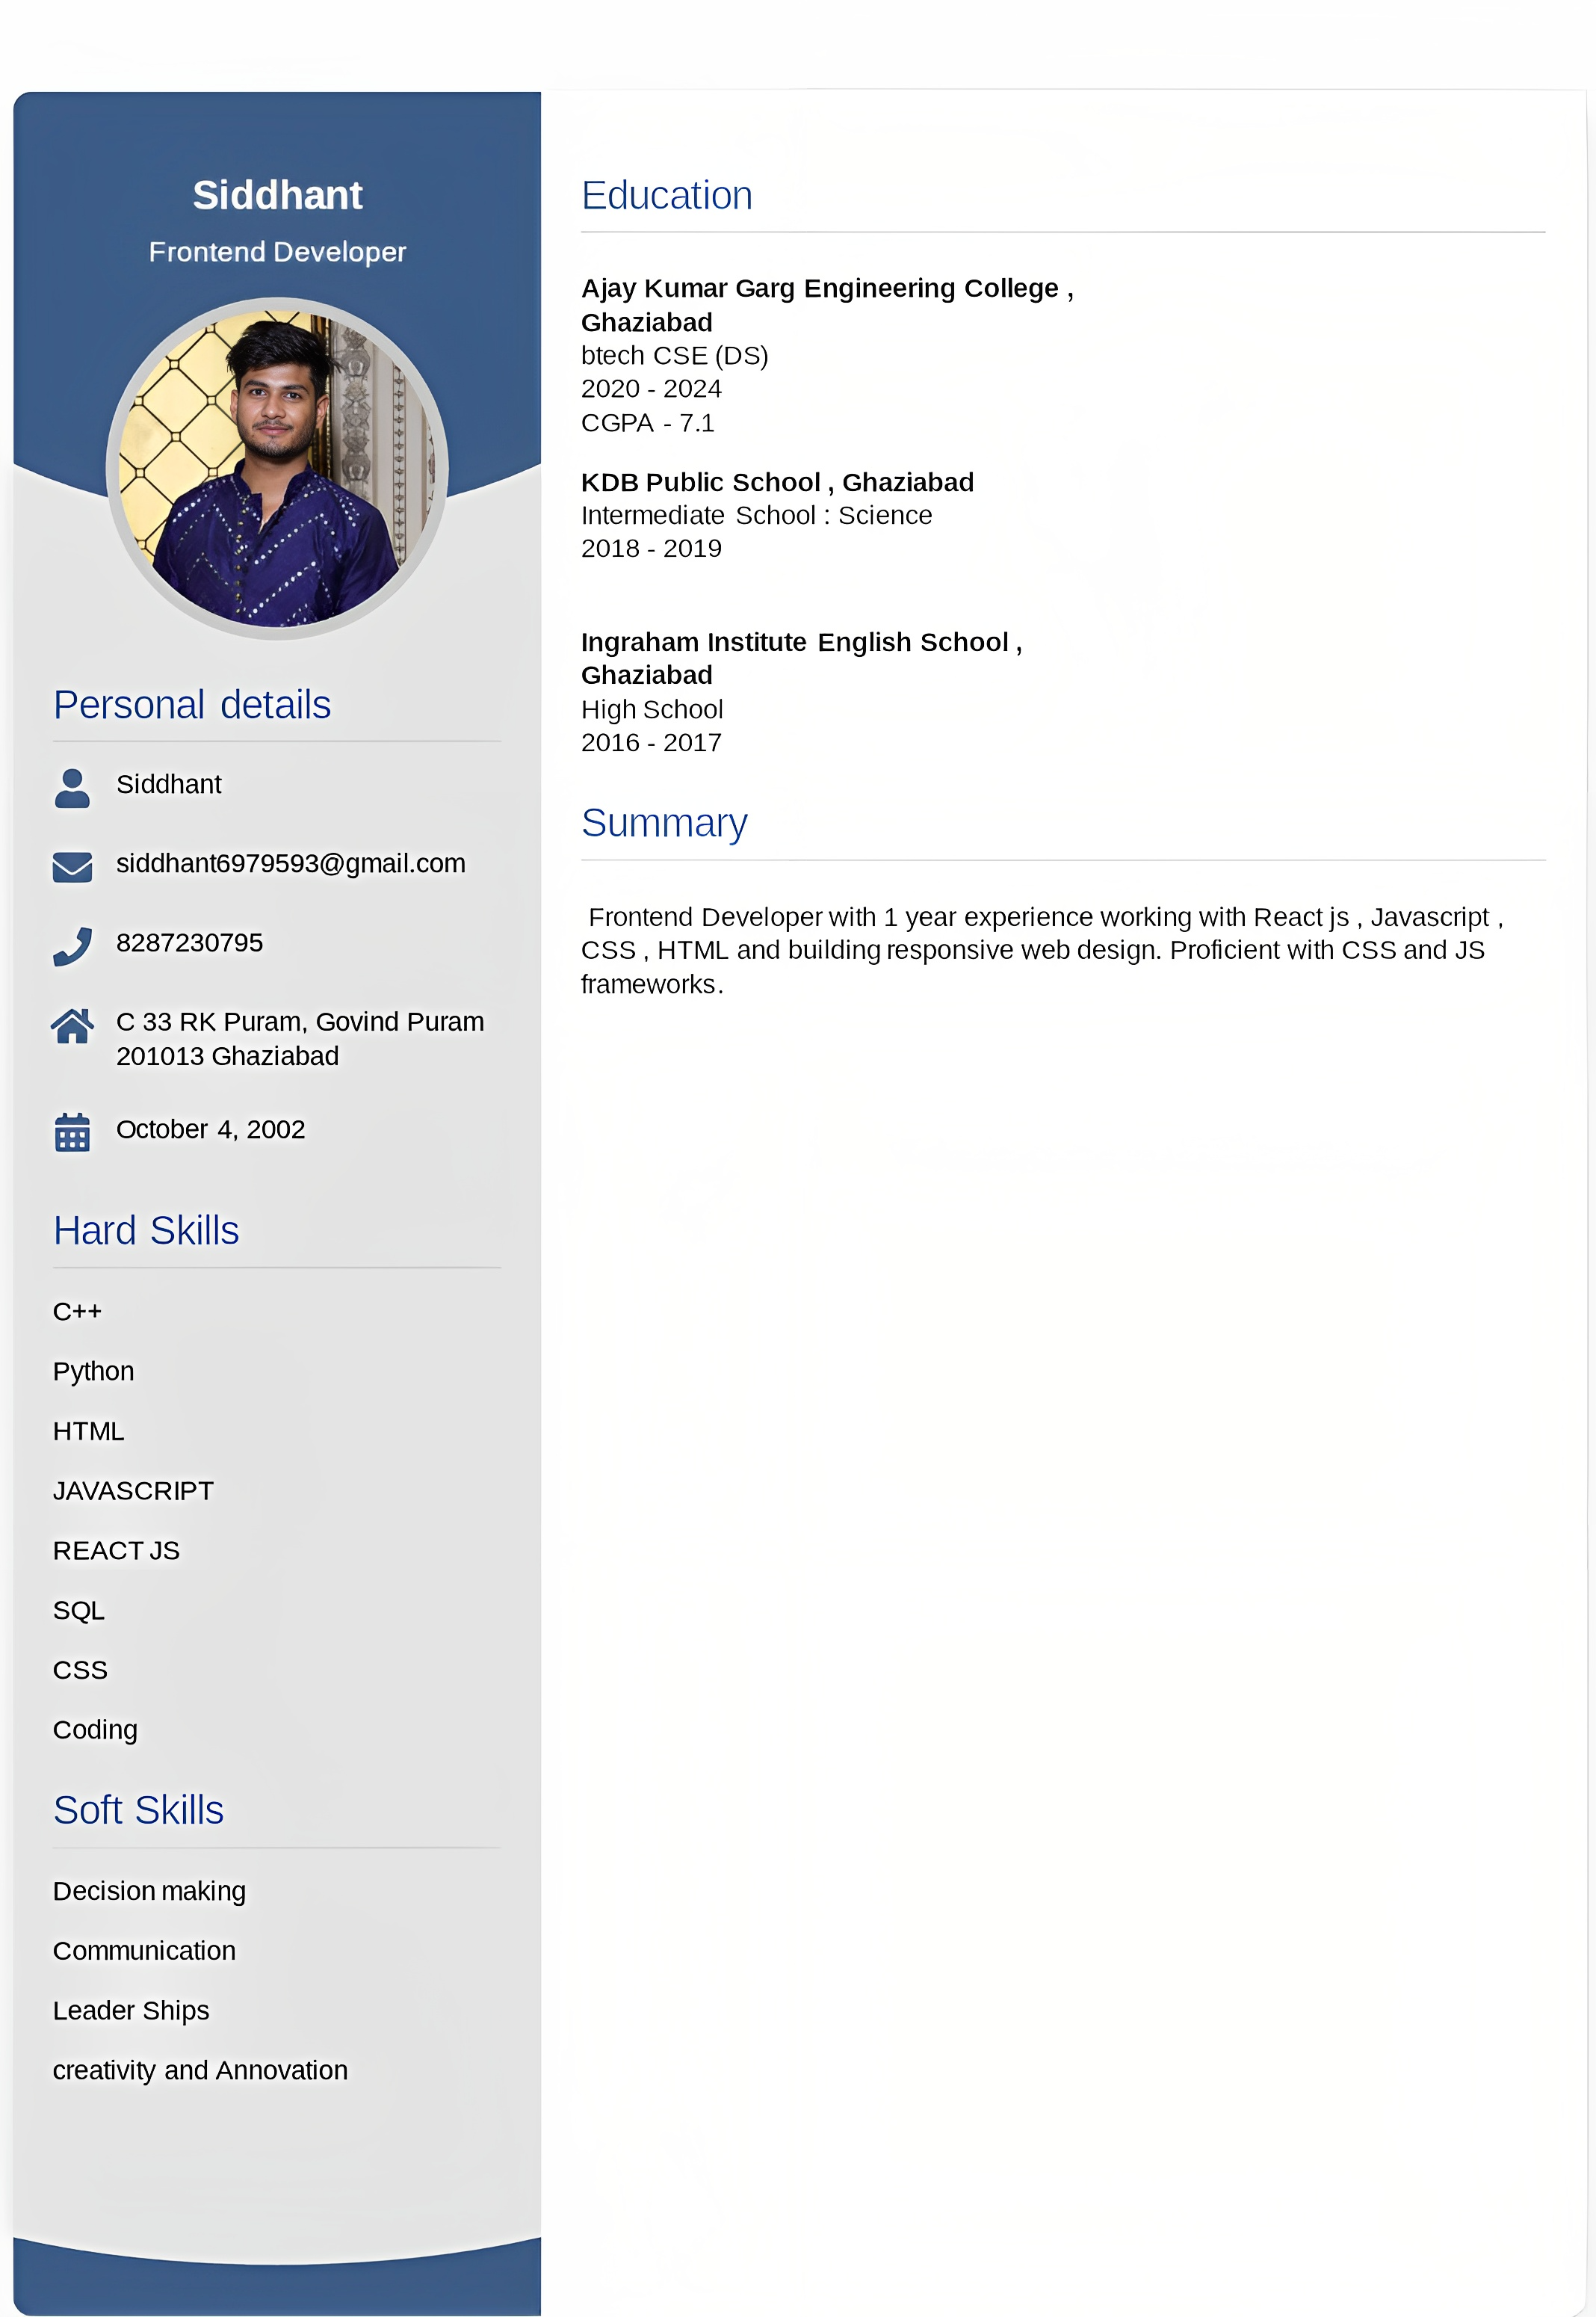 Siddhant
Frontend Developer
Personal details
Siddhant
siddhant6979593@gmail.com
8287230795
C 33 RK Puram, Govind Puram
201013 Ghaziabad
October 4, 2002
Hard Skills
C++
Python
HTML
JAVASCRIPT
REACT JS
SQL
CSS
Coding
Soft Skills
Decision making
Communication
Leader Ships
creativity and Annovation
Education
Ajay Kumar Garg Engineering College ,
Ghaziabad
btech CSE (DS)
2020 - 2024
CGPA - 7.1
KDB Public School , Ghaziabad
Intermediate School : Science
2018 - 2019
Ingraham Institute English School ,
Ghaziabad
High School
2016 - 2017
Summary
Frontend Developer with 1 year experience working with React js , Javascript ,
CSS , HTML and building responsive web design. Proficient with CSS and JS
frameworks.